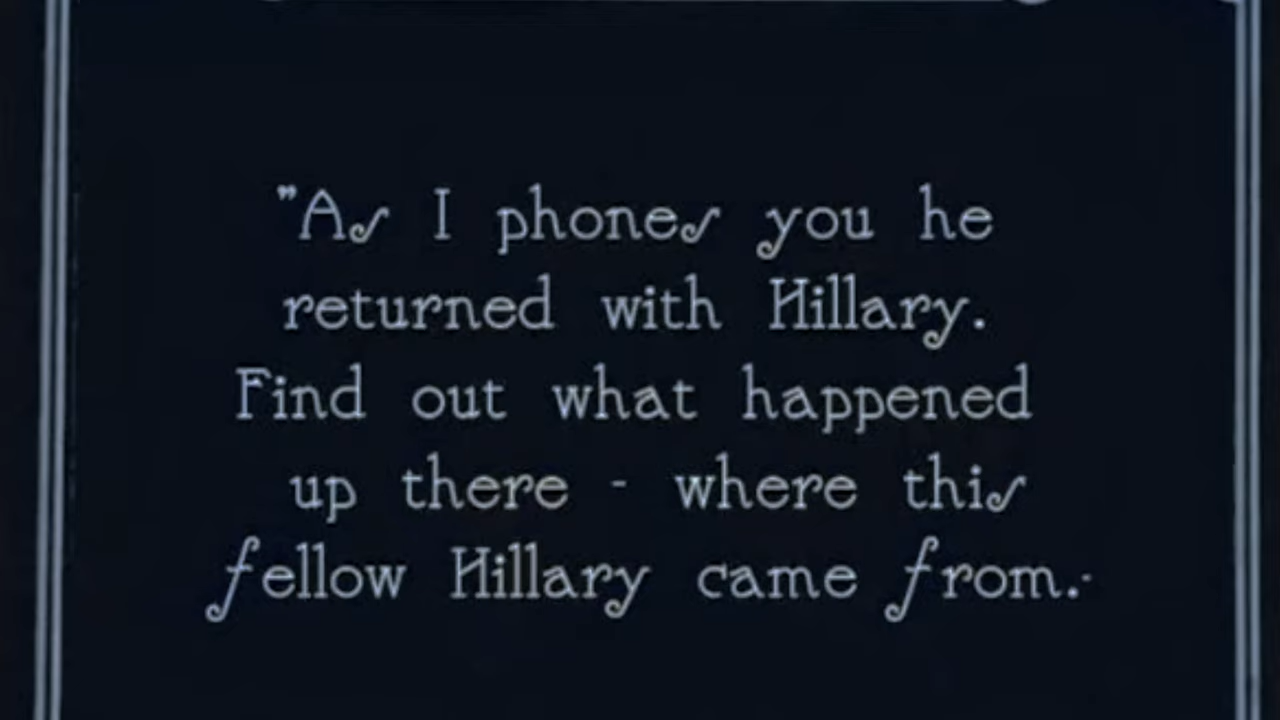 "As I phones you he
returned with Hillary.
Find out what happened
up there - where this
fellow Hillary came from.-